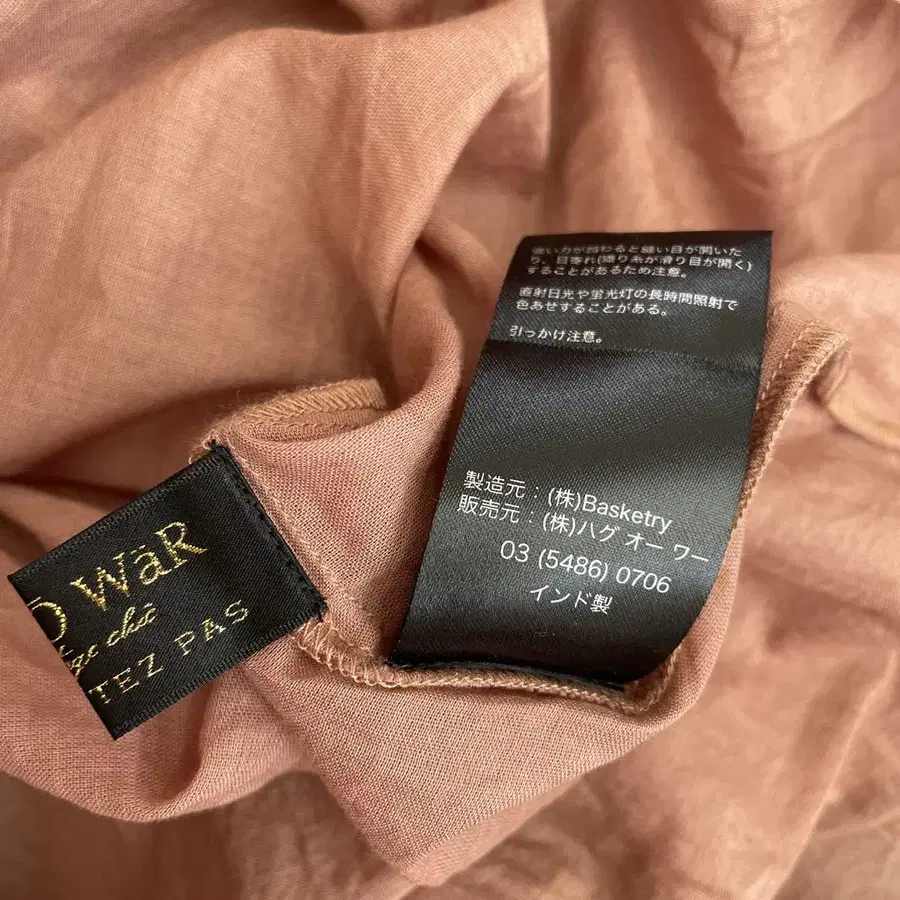 強い力が加わると縫い目が開いた
り、目寄れ(織り糸が滑り目が開く)
することがあるため注意。
直射日光や蛍光灯の長時間照射で
色あせすることがある。
引っかけ注意。
製造元：(株)Basketry
販売元：(株)ハグ オー ワー
03 (5486) 0706
インド製
Ō WäR
TEZ PAS